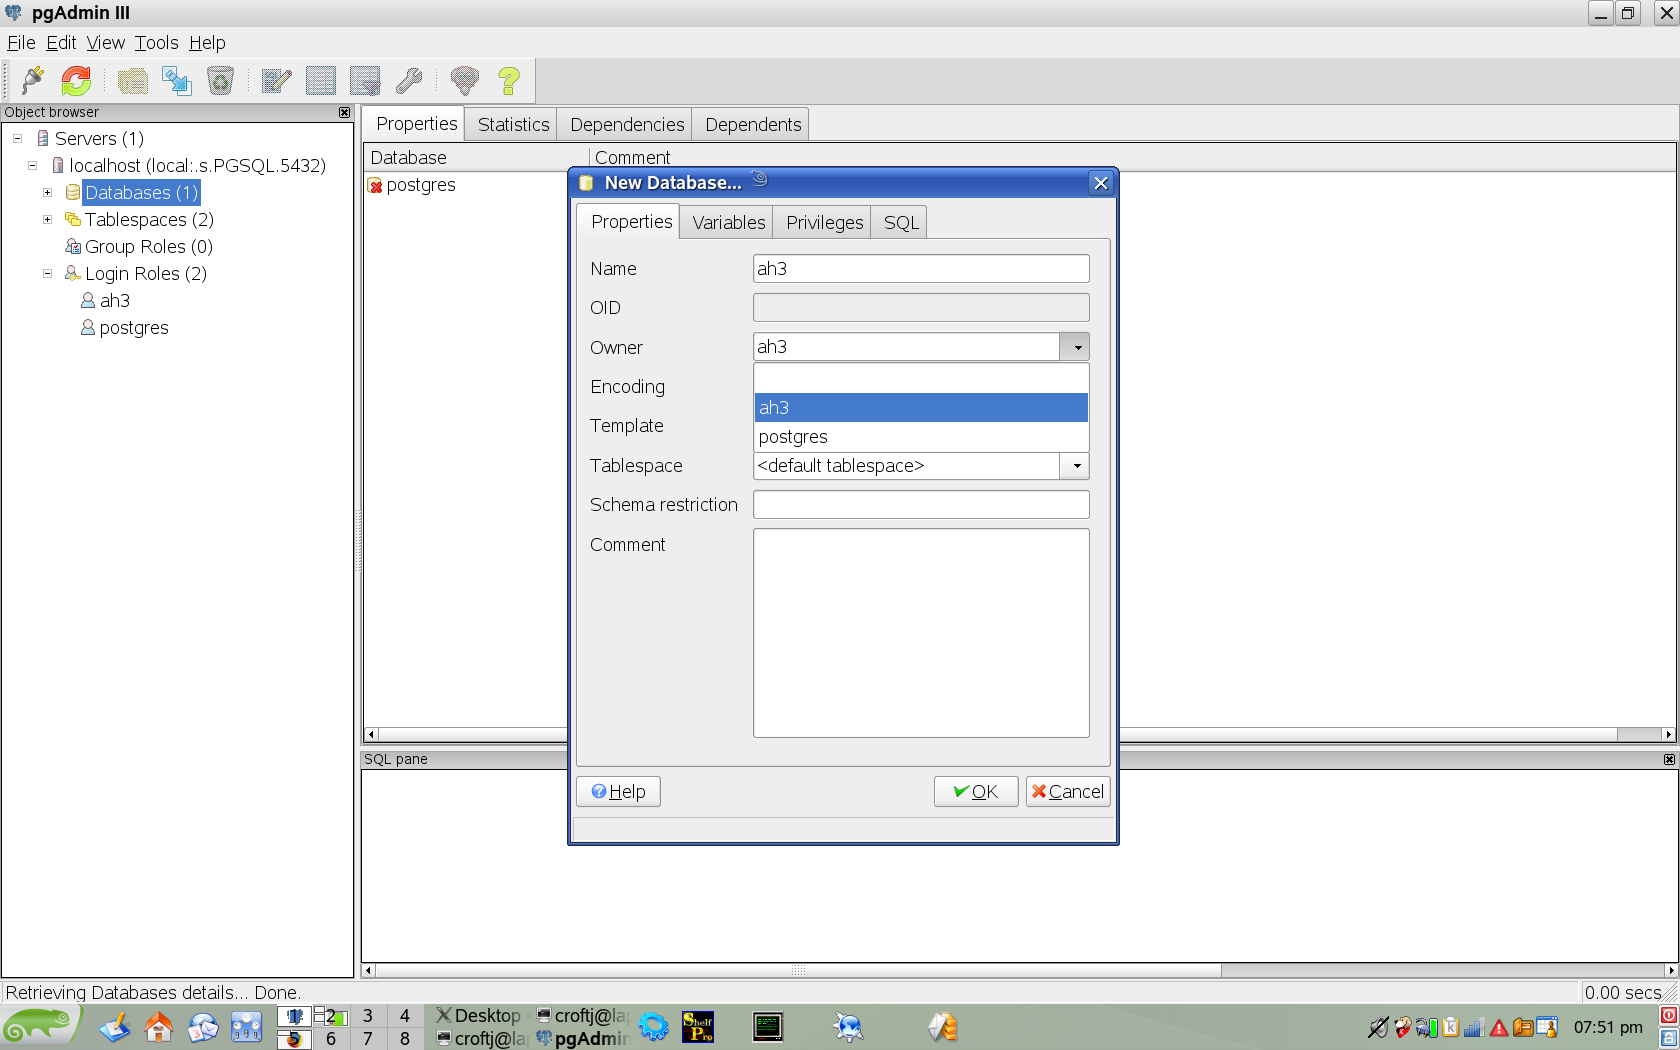 pgAdmin III
File Edit View Tools Help
Object browser
Servers (1)
localhost (local:.s.PGSQL.5432)
Databases (1)
Tablespaces (2)
Group Roles (0)
Login Roles (2)
ah3
postgres
Properties Statistics Dependencies Dependents
Database Comment
postgres
New Database...
Properties Variables Privileges SQL
Name ah3
OID
Owner ah3
Encoding
ah3
Template
postgres
Tablespace <default tablespace>
Schema restriction
Comment
Help OK Cancel
SQL pane
Retrieving Databases details... Done. 0.00 secs
2 3 4 Desktop croftj@la
5 6 7 8 croftj@la pgAdmin
Shelf Pro
07:51 pm